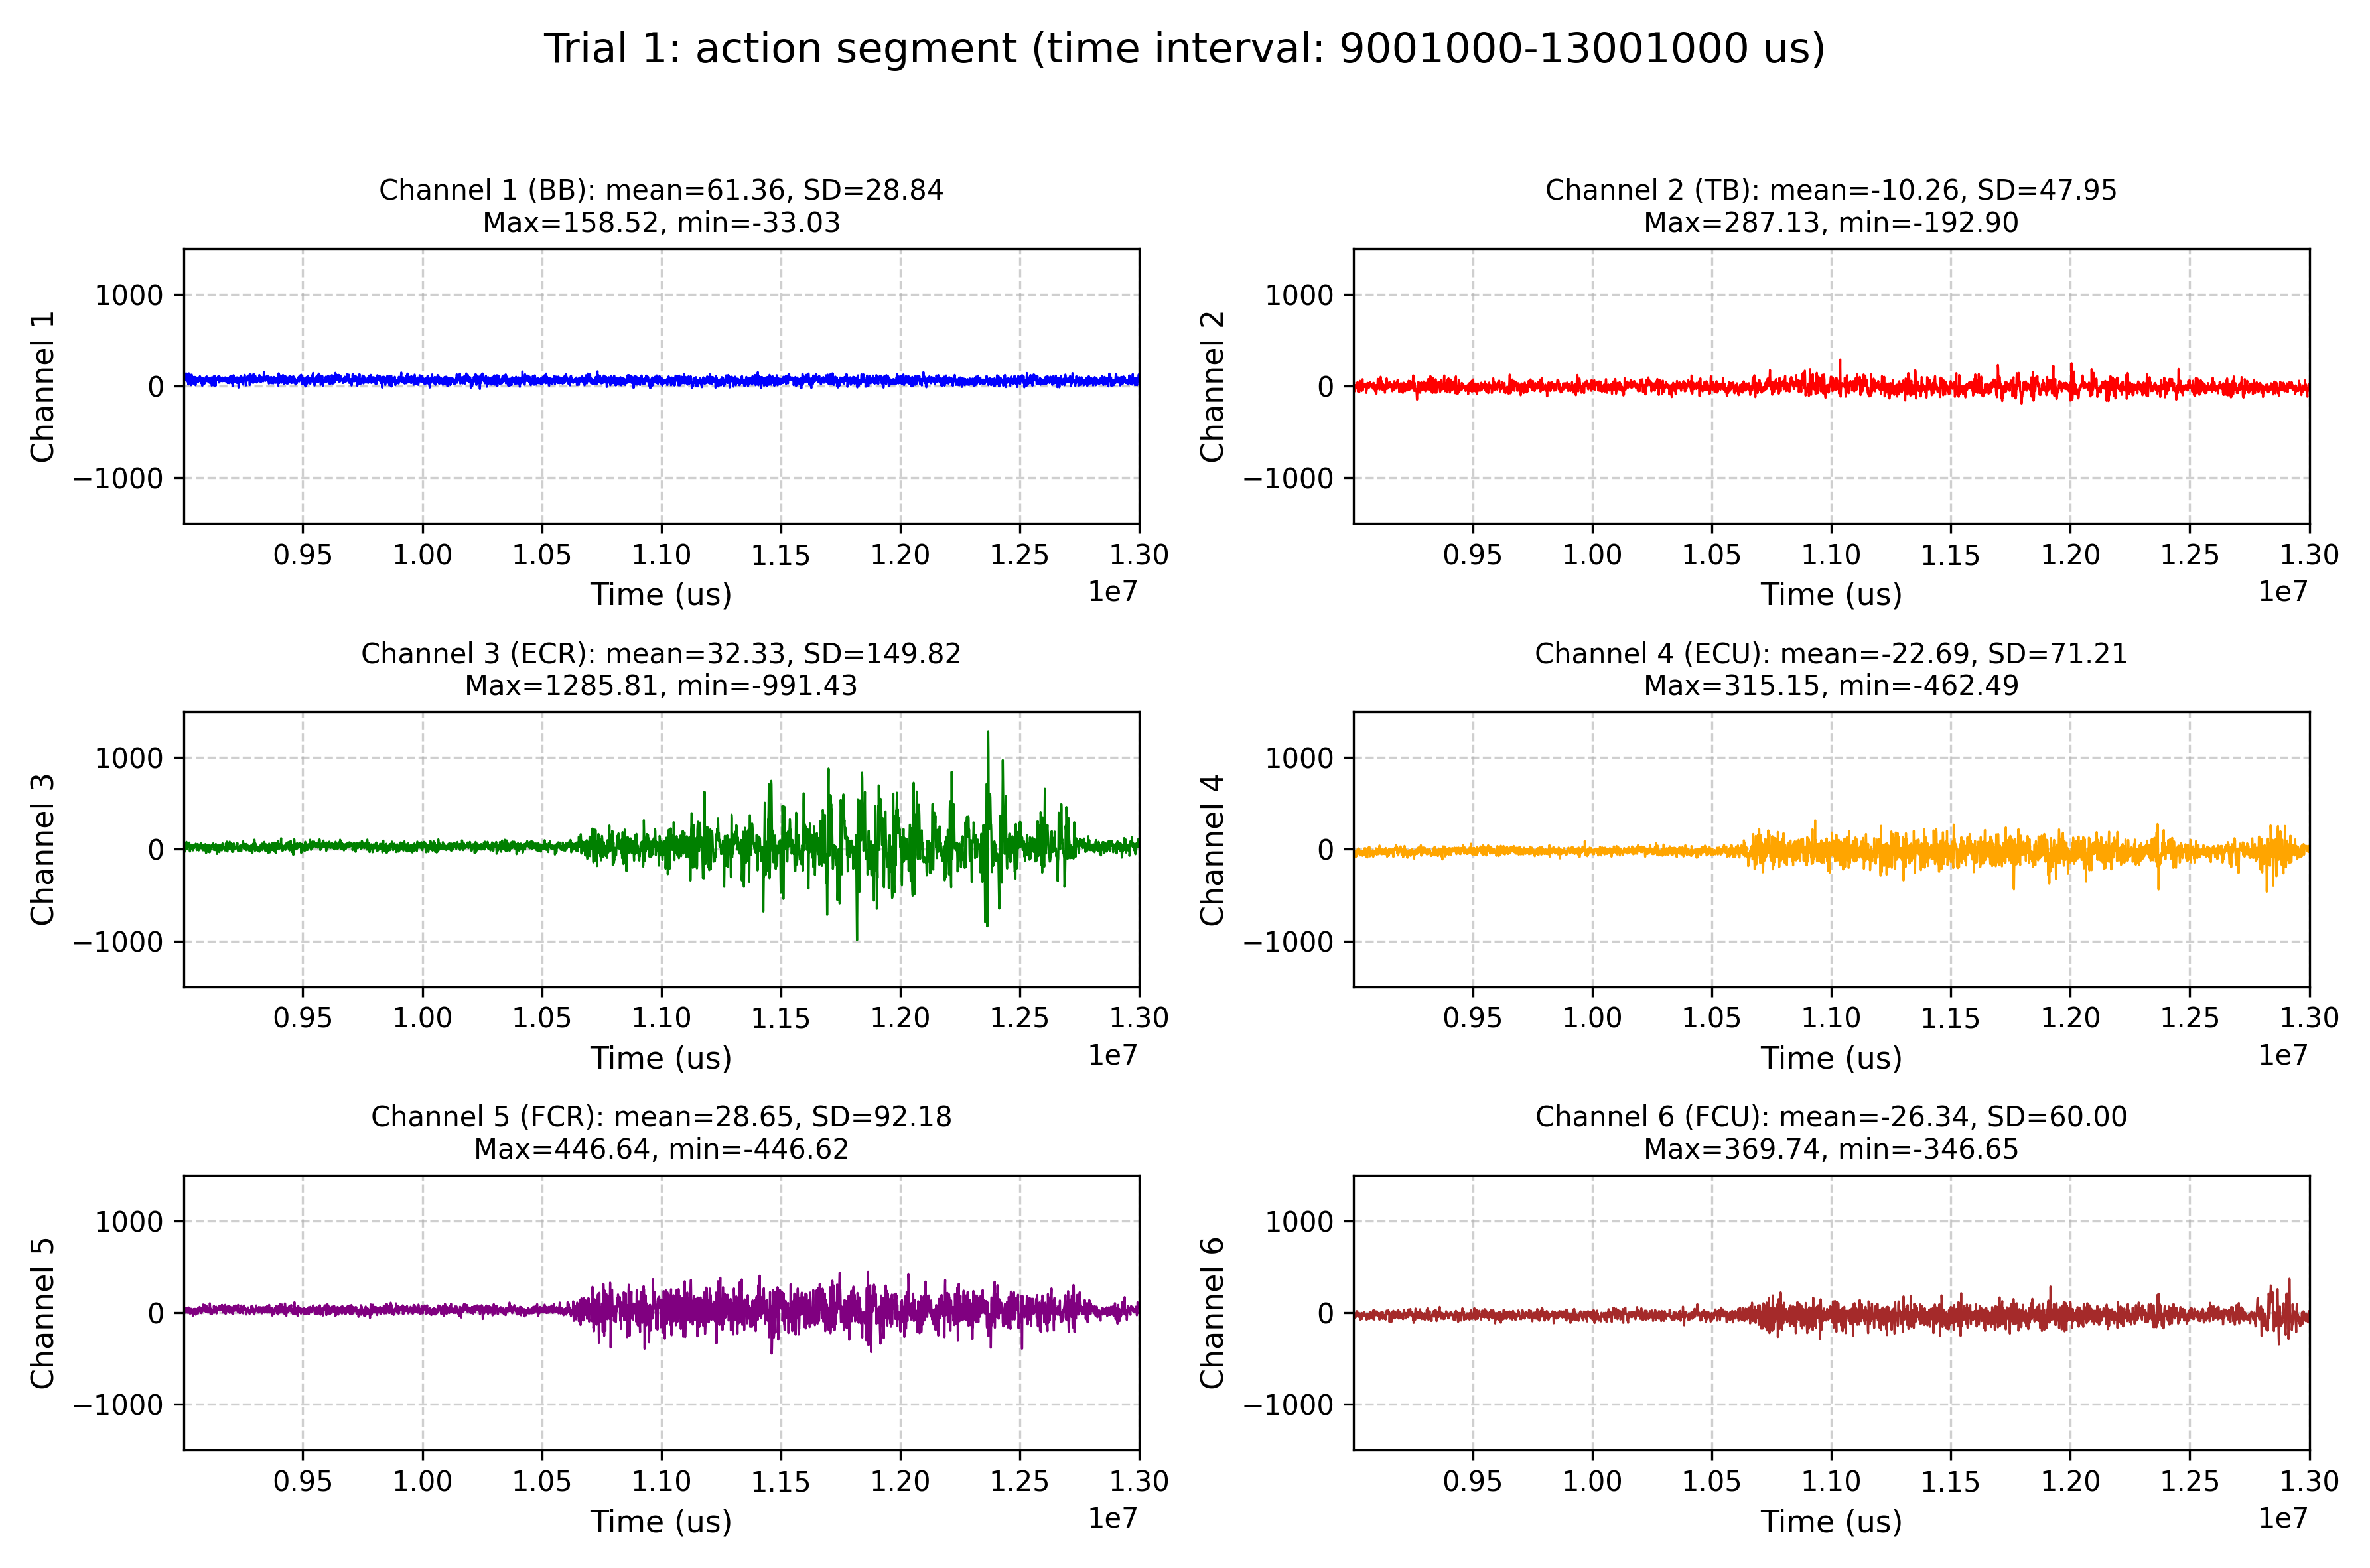 Trial 1: action segment (time interval: 9001000-13001000 us)
Channel 1 (BB): mean=61.36, SD=28.84
Max=158.52, min=-33.03
Channel 1
1000
0
−1000
0.95 1.00 1.05 1.10 1.15 1.20 1.25 1.30
Time (us)
1e7
Channel 2 (TB): mean=-10.26, SD=47.95
Max=287.13, min=-192.90
Channel 2
1000
0
−1000
0.95 1.00 1.05 1.10 1.15 1.20 1.25 1.30
Time (us)
1e7
Channel 3 (ECR): mean=32.33, SD=149.82
Max=1285.81, min=-991.43
Channel 3
1000
0
−1000
0.95 1.00 1.05 1.10 1.15 1.20 1.25 1.30
Time (us)
1e7
Channel 4 (ECU): mean=-22.69, SD=71.21
Max=315.15, min=-462.49
Channel 4
1000
0
−1000
0.95 1.00 1.05 1.10 1.15 1.20 1.25 1.30
Time (us)
1e7
Channel 5 (FCR): mean=28.65, SD=92.18
Max=446.64, min=-446.62
Channel 5
1000
0
−1000
0.95 1.00 1.05 1.10 1.15 1.20 1.25 1.30
Time (us)
1e7
Channel 6 (FCU): mean=-26.34, SD=60.00
Max=369.74, min=-346.65
Channel 6
1000
0
−1000
0.95 1.00 1.05 1.10 1.15 1.20 1.25 1.30
Time (us)
1e7